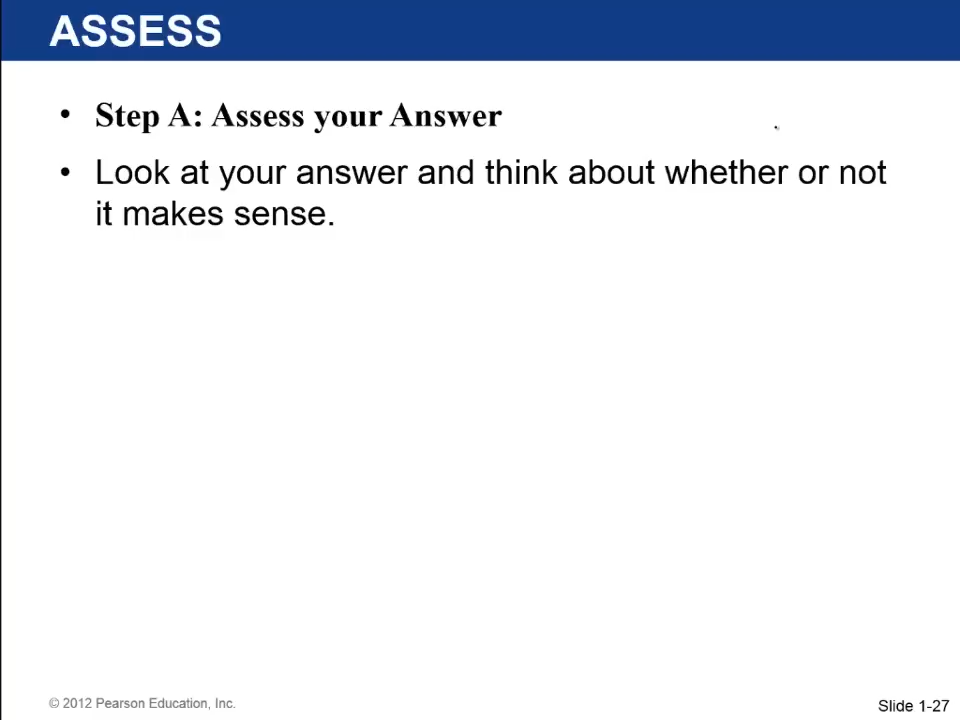 ASSESS
• Step A: Assess your Answer
• Look at your answer and think about whether or not
it makes sense.
© 2012 Pearson Education, Inc.
Slide 1-27